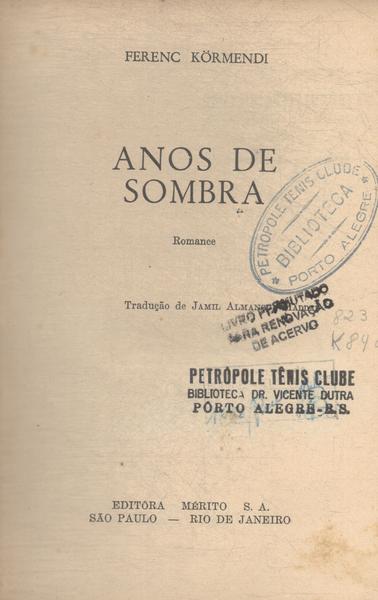 FERENC KÖRMENDI
ANOS DE
SOMBRA
Romance
PETRÓPOLE TÊNIS CLUBE
BIBLIOTECA
PORTO ALEGRE
Tradução de JAMIL ALMANSUR HADDAD
LIVRO PERMUTADO
PARA RENOVAÇÃO
DE ACERVO
823
K84
PETRÓPOLE TÊNIS CLUBE
BIBLIOTECA DR. VICENTE DUTRA
PÔRTO ALEGRE-R.S.
EDITÔRA MÉRITO S. A.
SÃO PAULO — RIO DE JANEIRO